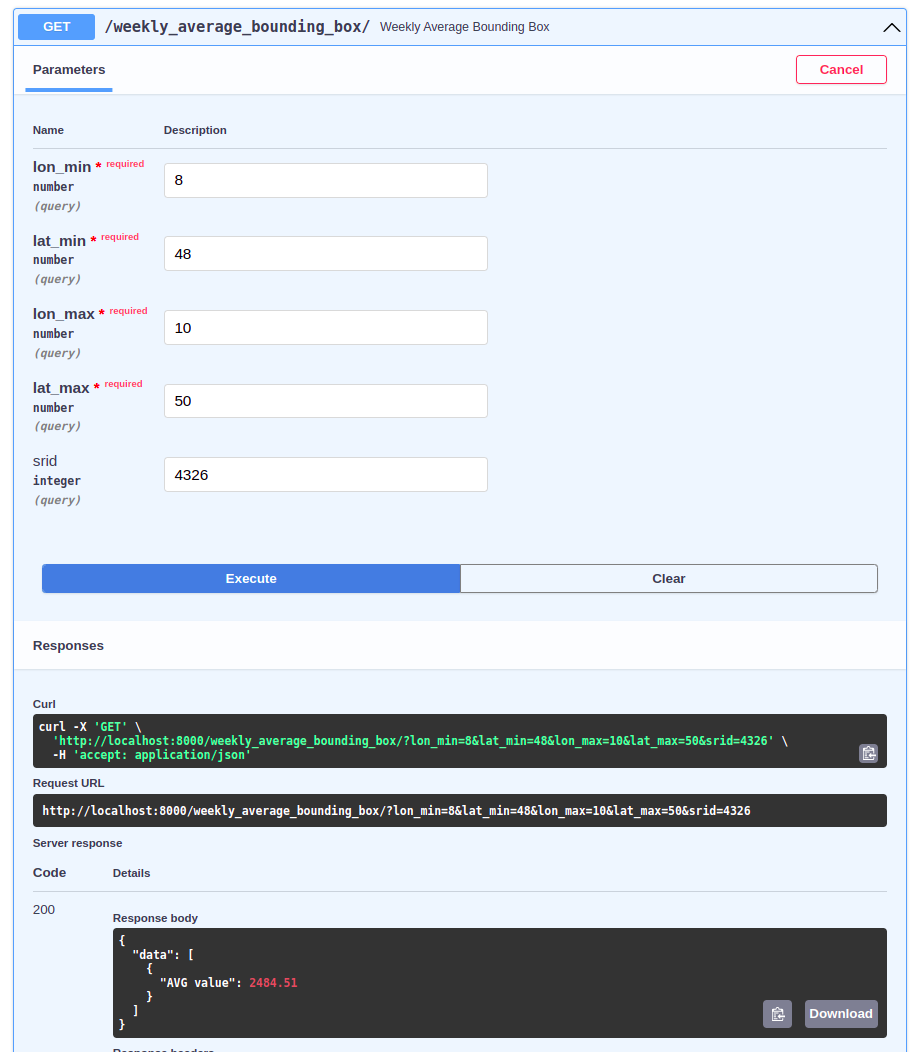 GET /weekly_average_bounding_box/ Weekly Average Bounding Box
Parameters
Cancel
Name Description
lon_min * required
number
(query)
8
lat_min * required
number
(query)
48
lon_max * required
number
(query)
10
lat_max * required
number
(query)
50
srid
integer
(query)
4326
Execute Clear
Responses
Curl
curl -X 'GET' \
'http://localhost:8000/weekly_average_bounding_box/?lon_min=8&lat_min=48&lon_max=10&lat_max=50&srid=4326' \
-H 'accept: application/json'
Request URL
http://localhost:8000/weekly_average_bounding_box/?lon_min=8&lat_min=48&lon_max=10&lat_max=50&srid=4326
Server response
Code Details
200
Response body
{
"data": [
{
"AVG value": 2484.51
}
]
}
Download
Response headers